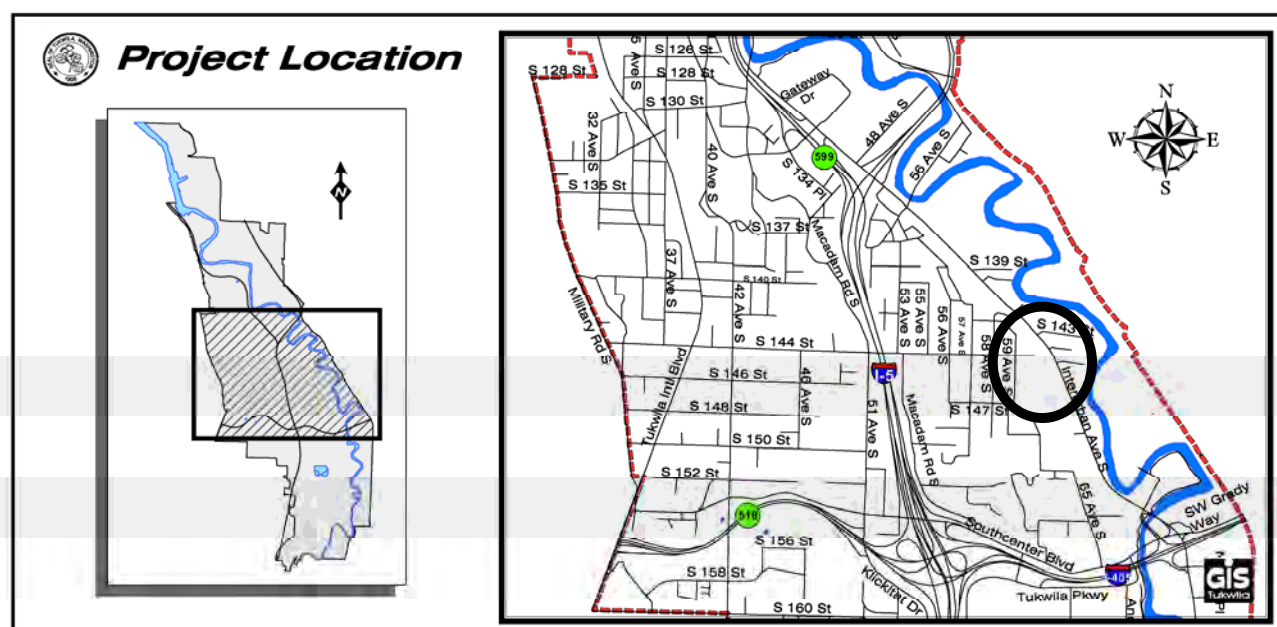 Project Location
N
S 126 St
S 128 St
S 128 St
S 130 St
Gateway
Dr
32 Ave S
40 Ave S
48 Ave S
56 Ave S
599
S 134 Pl
S 135 St
S 137 St
Macadam Rd S
37 Ave S
S 139 St
S 140 St
42 Ave S
Military Rd S
53 Ave S
55 Ave S
56 Ave S
57 Ave S
58 Ave S
59 Ave S
S 143 St
S 144 St
I-5
Tukwila Intl Blvd
S 146 St
46 Ave S
S 148 St
51 Ave S
Macadam Rd S
S 147 St
Interurban Ave S
S 150 St
S 152 St
65 Ave S
SW Grady
Way
518
S 156 St
Southcenter Blvd
S 158 St
Klickitat Dr
I-405
Tukwila Pkwy
S 160 St
N
W
E
S
GIS
Tukwila